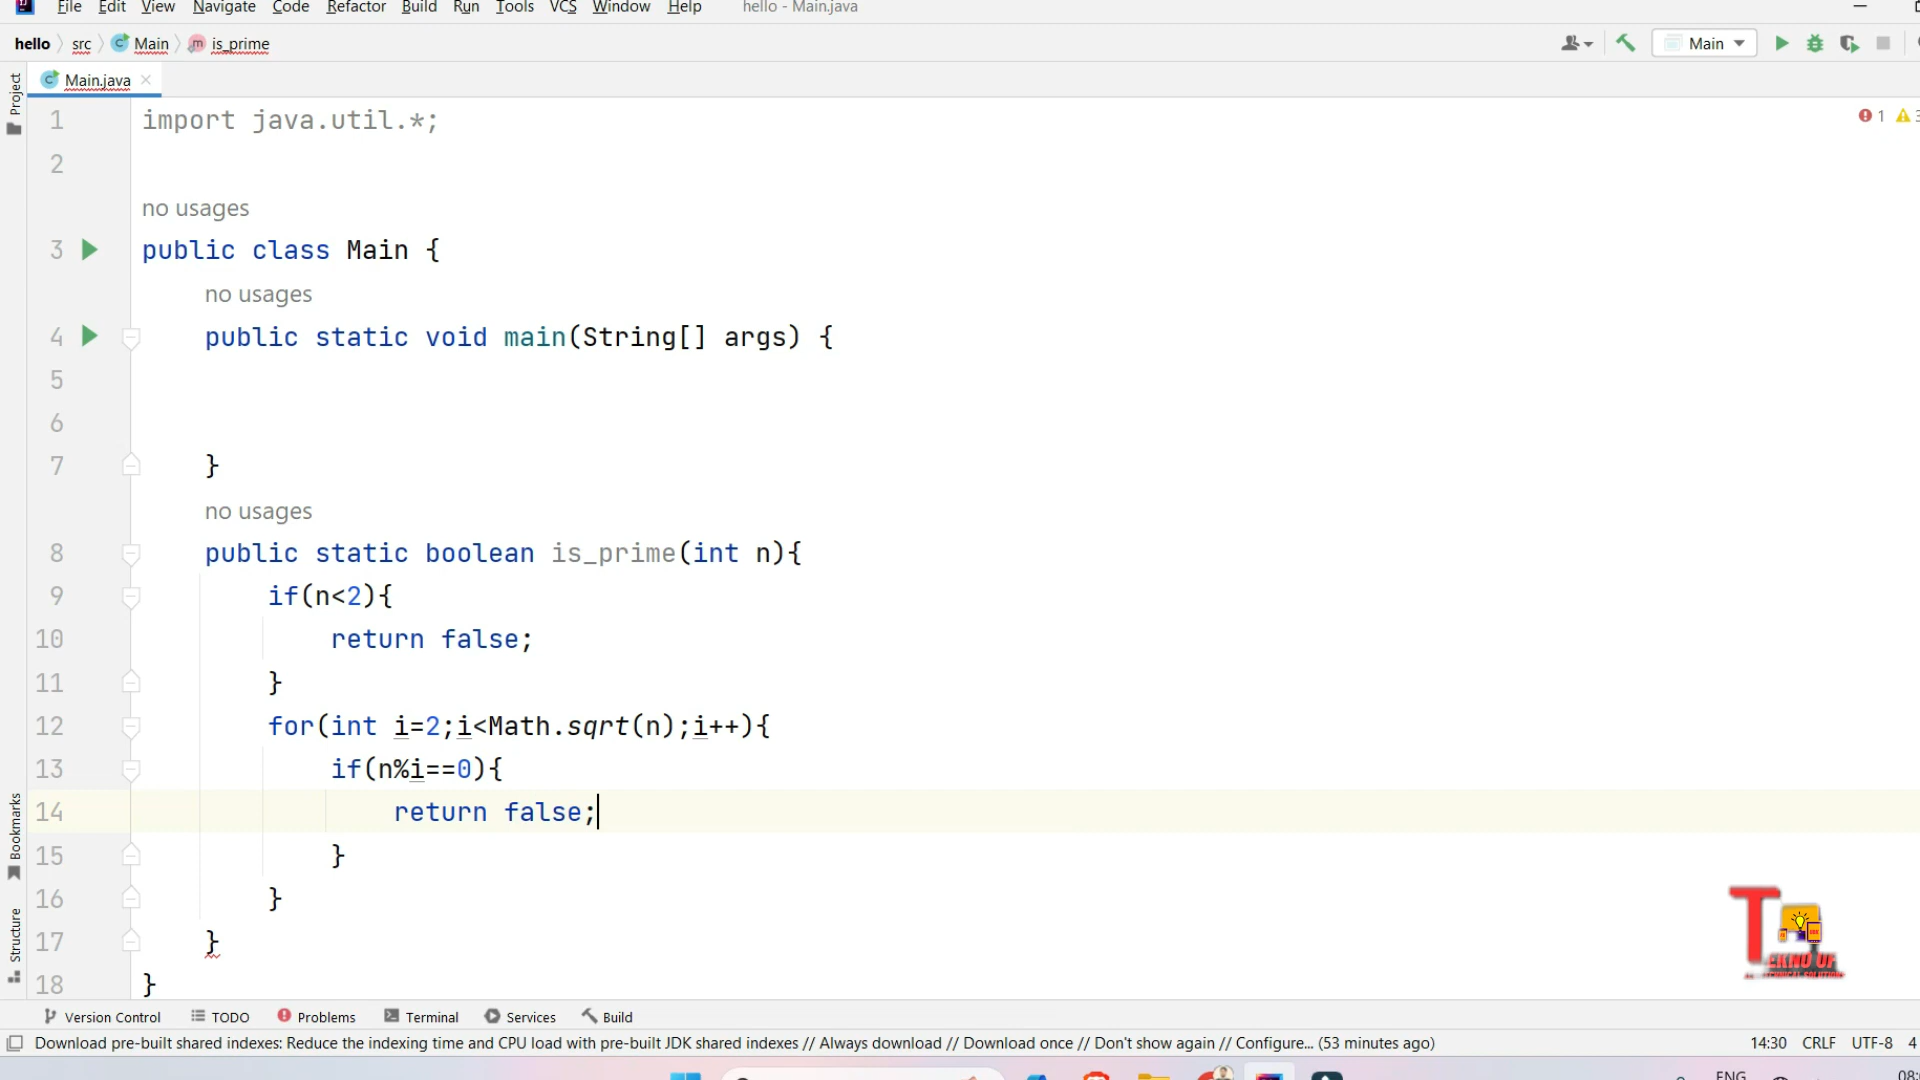 File Edit View Navigate Code Refactor Build Run Tools VCS Window Help hello - Main.java
hello src Main is_prime Main
Project Main.java
1 import java.util.*; 1 3
2
no usages
3 public class Main {
no usages
4 public static void main(String[] args) {
5
6
7 }
no usages
8 public static boolean is_prime(int n){
9 if(n<2){
10 return false;
11 }
12 for(int i=2;i<Math.sqrt(n);i++){
13 if(n%i==0){
14 return false;
15 }
16 }
17 }
18 }
Bookmarks
Structure
Version Control TODO Problems Terminal Services Build
Download pre-built shared indexes: Reduce the indexing time and CPU load with pre-built JDK shared indexes // Always download // Download once // Don't show again // Configure... (53 minutes ago) 14:30 CRLF UTF-8 4
ENG 08: